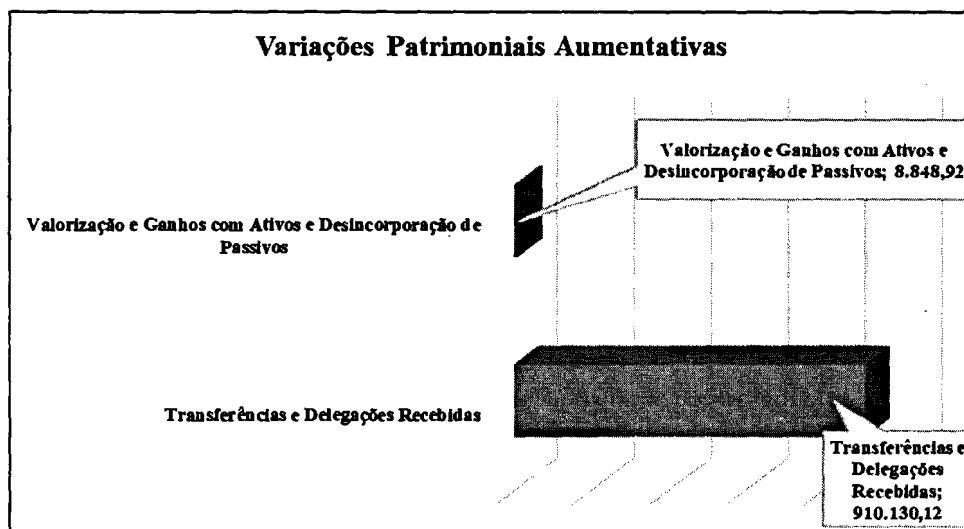 Variações Patrimoniais Aumentativas
Valorização e Ganhos com Ativos e
Desincorporação de Passivos; 8.848,92
Valorização e Ganhos com Ativos e Desincorporação de
Passivos
Transferências e Delegações Recebidas
Transferências e
Delegações
Recebidas;
910.130,12